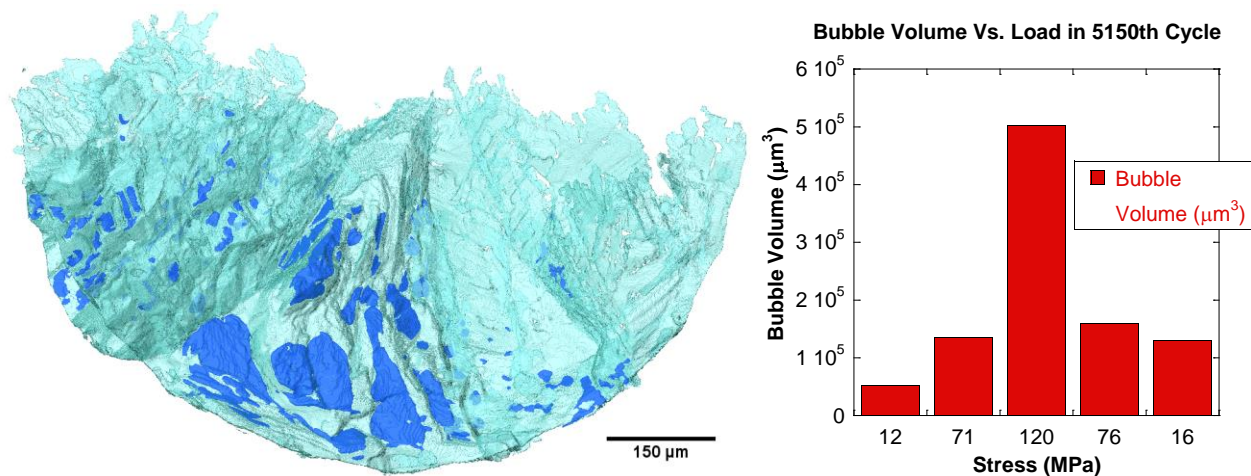 150 μm
Bubble Volume Vs. Load in 5150th Cycle
Bubble Volume (μm³)
6 10⁵
5 10⁵
4 10⁵
3 10⁵
2 10⁵
1 10⁵
0
Bubble
Volume (μm³)
12 71 120 76 16
Stress (MPa)